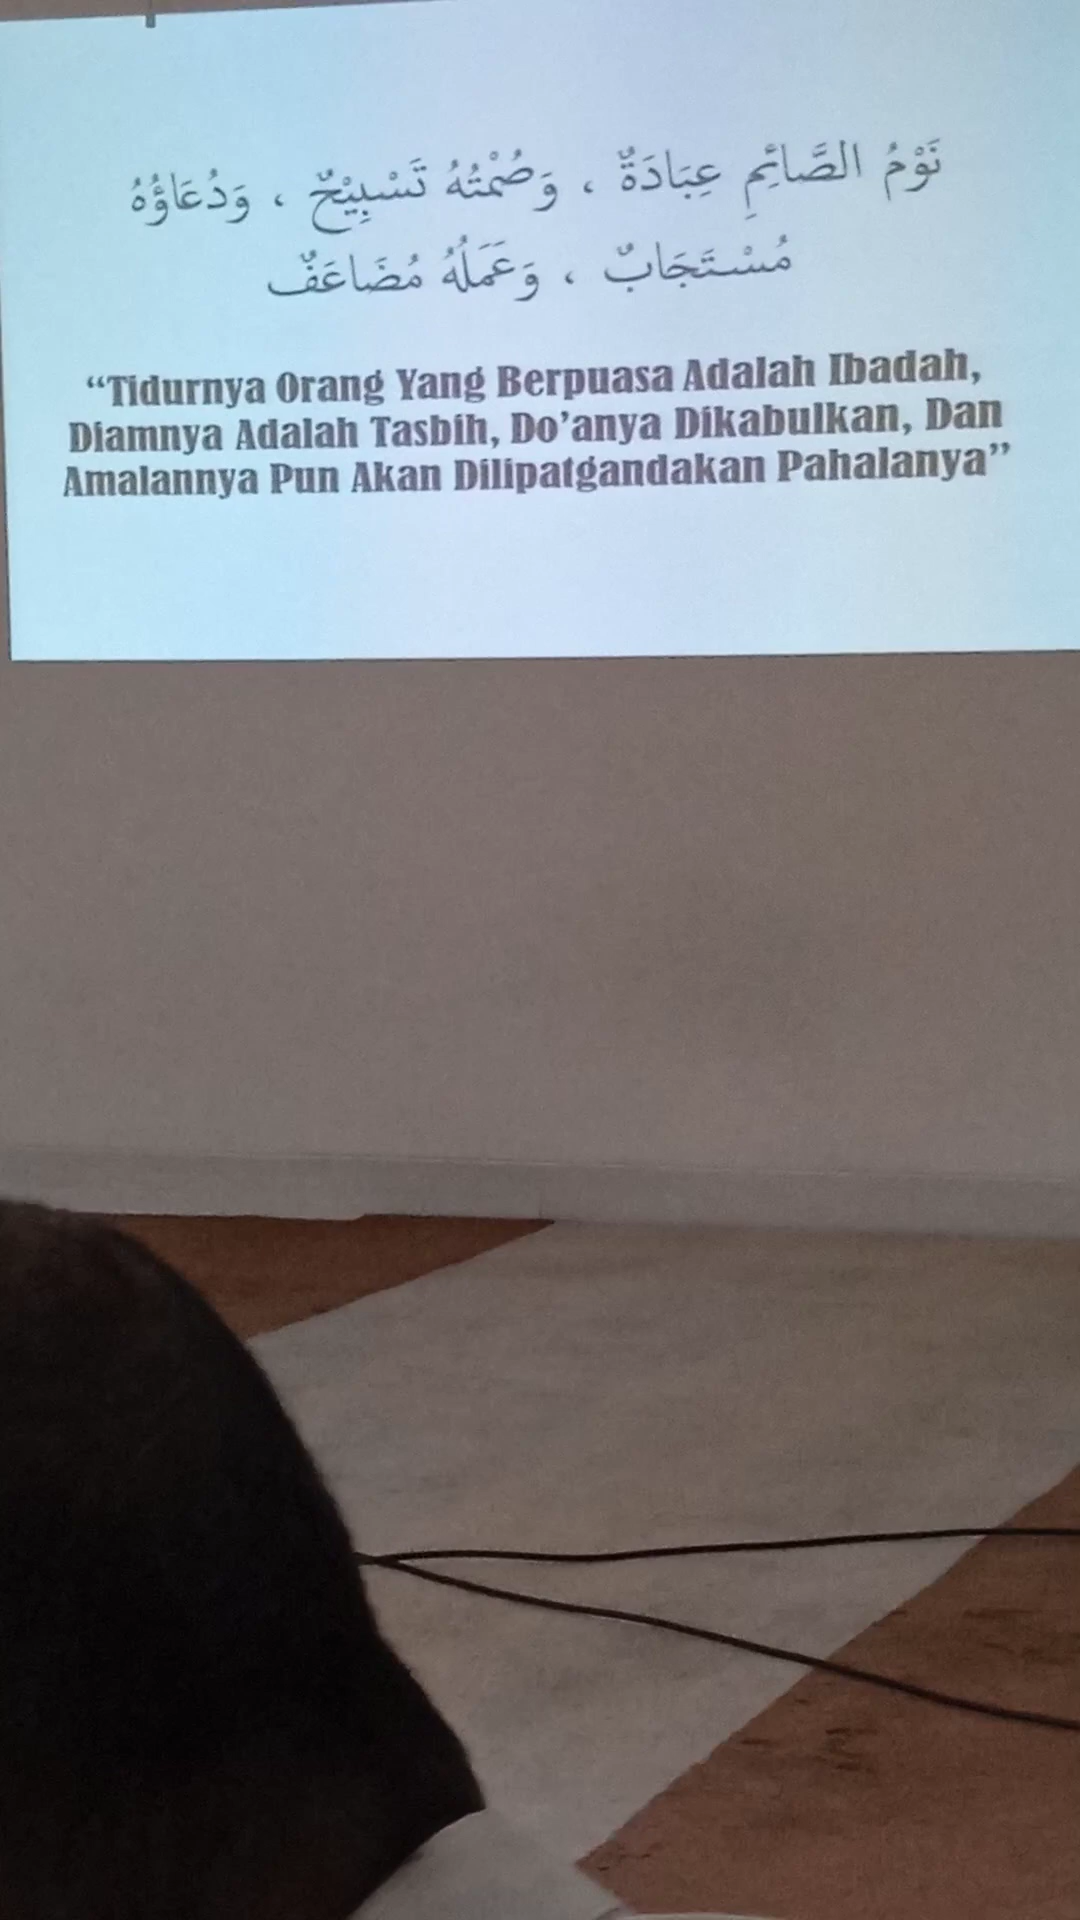 نَوْمُ الصَّائِمِ عِبَادَةٌ ، وَصُمْتُهُ تَسْبِيْحٌ ، وَدُعَاؤُهُ
مُسْتَجَابٌ ، وَعَمَلُهُ مُضَاعَفٌ
“Tidurnya Orang Yang Berpuasa Adalah Ibadah,
Diamnya Adalah Tasbih, Do’anya Dikabulkan, Dan
Amalannya Pun Akan Dilipatgandakan Pahalanya”